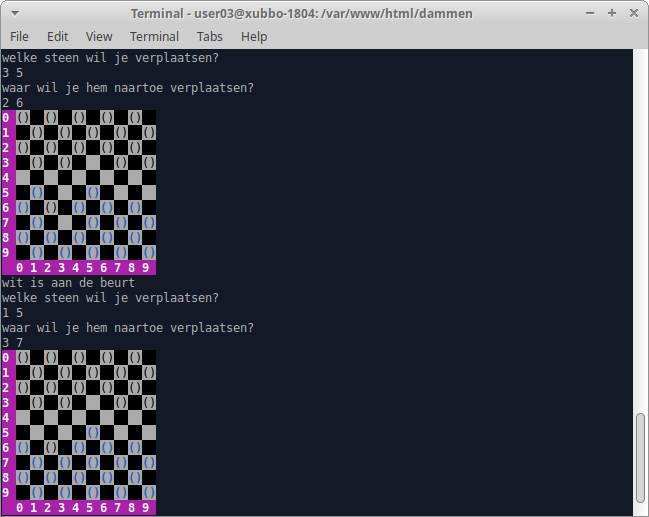 Terminal - user03@xubbo-1804: /var/www/html/dammen
File Edit View Terminal Tabs Help
welke steen wil je verplaatsen?
3 5
waar wil je hem naartoe verplaatsen?
2 6
0 ()  ()  ()  ()  ()
1   ()  ()  ()  ()  ()
2 ()  ()  ()  ()  ()
3   ()  ()      ()  ()
4
5   ()      ()
6 ()  ()  ()  ()  ()
7   ()      ()  ()  ()
8 ()  ()  ()  ()  ()
9   ()  ()  ()  ()  ()
  0 1 2 3 4 5 6 7 8 9
wit is aan de beurt
welke steen wil je verplaatsen?
1 5
waar wil je hem naartoe verplaatsen?
3 7
0 ()  ()  ()  ()  ()
1   ()  ()  ()  ()  ()
2 ()  ()  ()  ()  ()
3   ()  ()      ()  ()
4
5           ()
6 ()  ()  ()  ()  ()
7   ()  ()  ()  ()  ()
8 ()  ()  ()  ()  ()
9   ()  ()  ()  ()  ()
  0 1 2 3 4 5 6 7 8 9